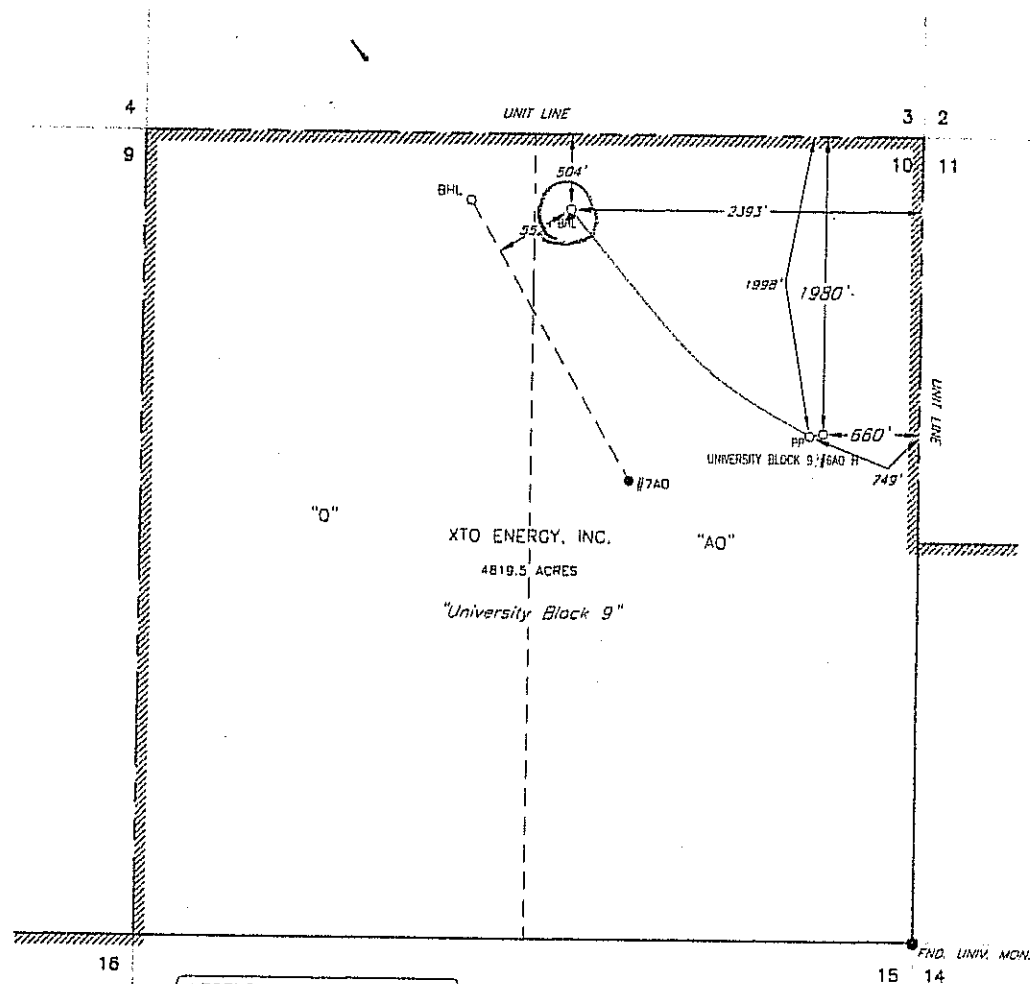 4
UNIT LINE
3 2
9
10 11
504'
BHL
2393'
BHL
552'
1998'
1980'
UNIT LINE
660'
PP
UNIVERSITY BLOCK 9 #6AO H
749'
#7AO
"O"
XTO ENERGY, INC.
"AO"
4819.5 ACRES
"University Block 9"
FND. UNIV. MON.
16
15 14